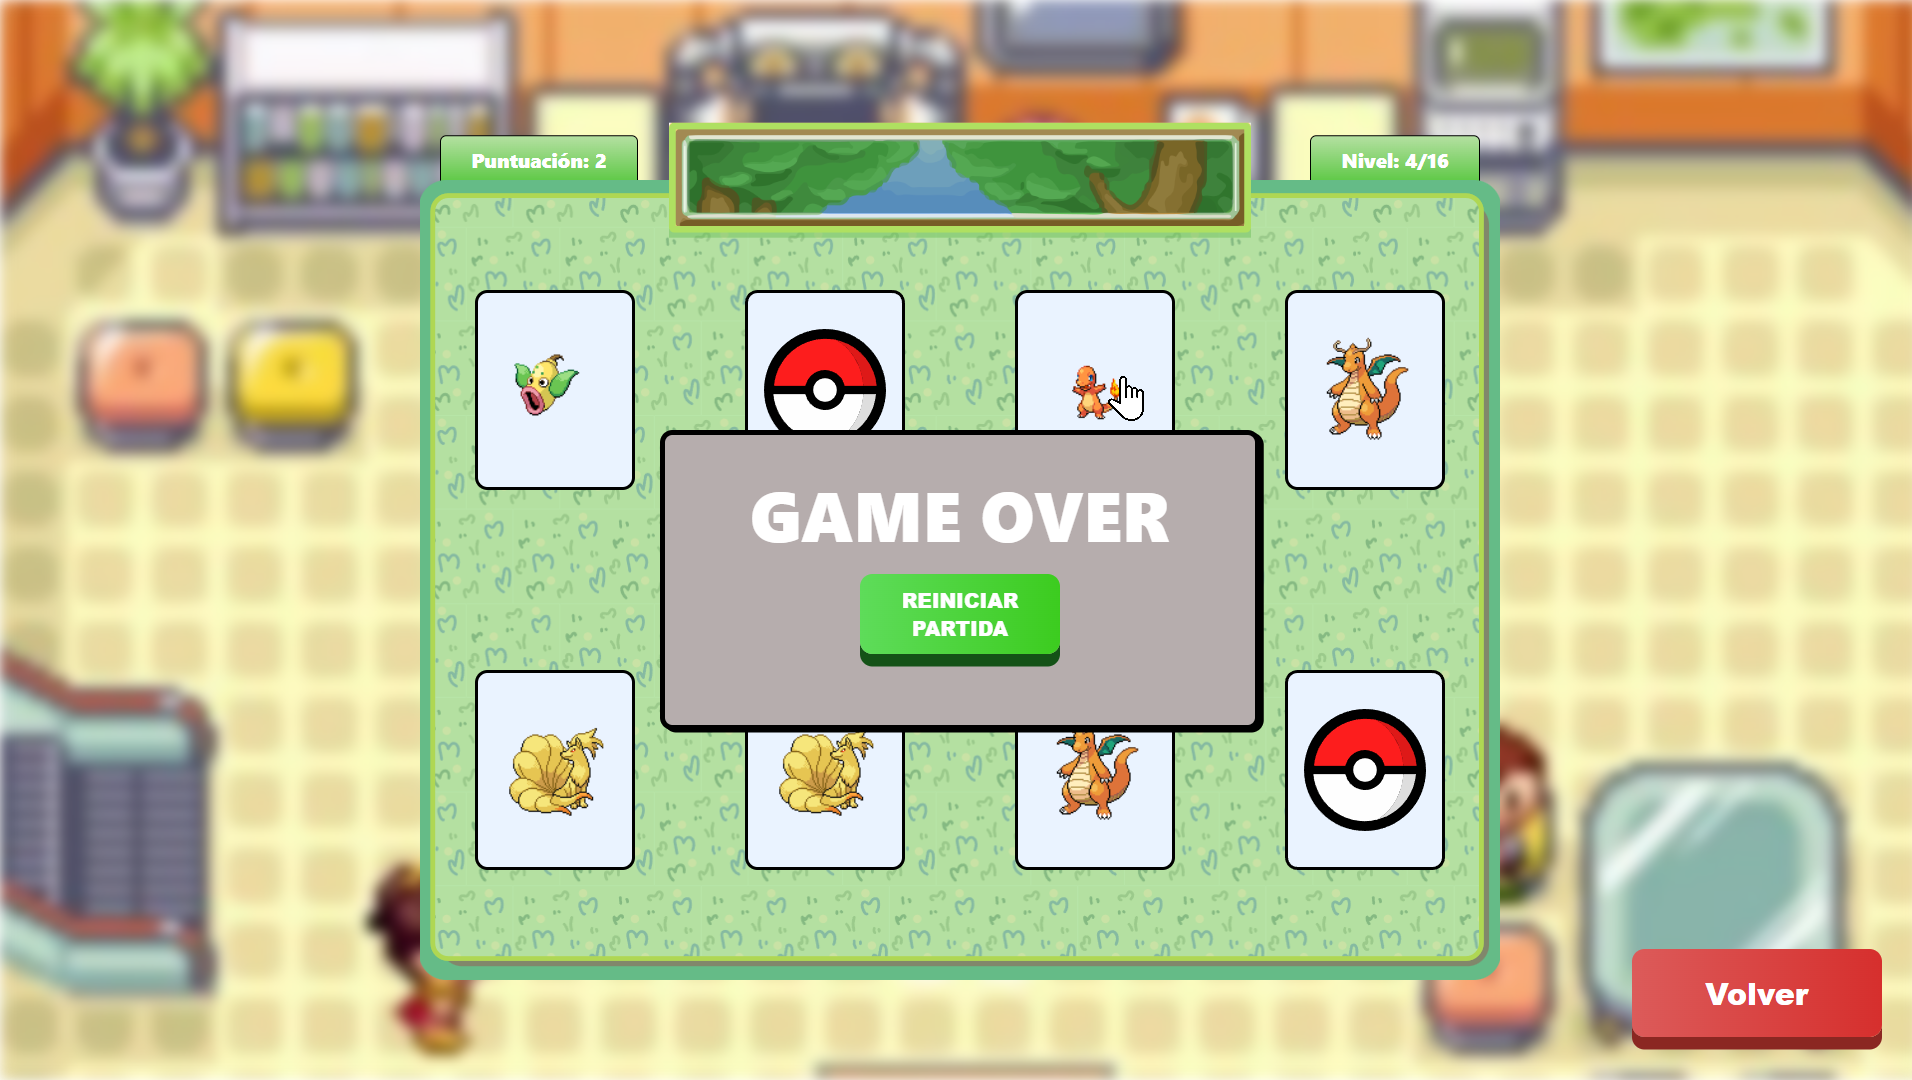 Puntuación: 2
Nivel: 4/16
GAME OVER
REINICIAR
PARTIDA
Volver